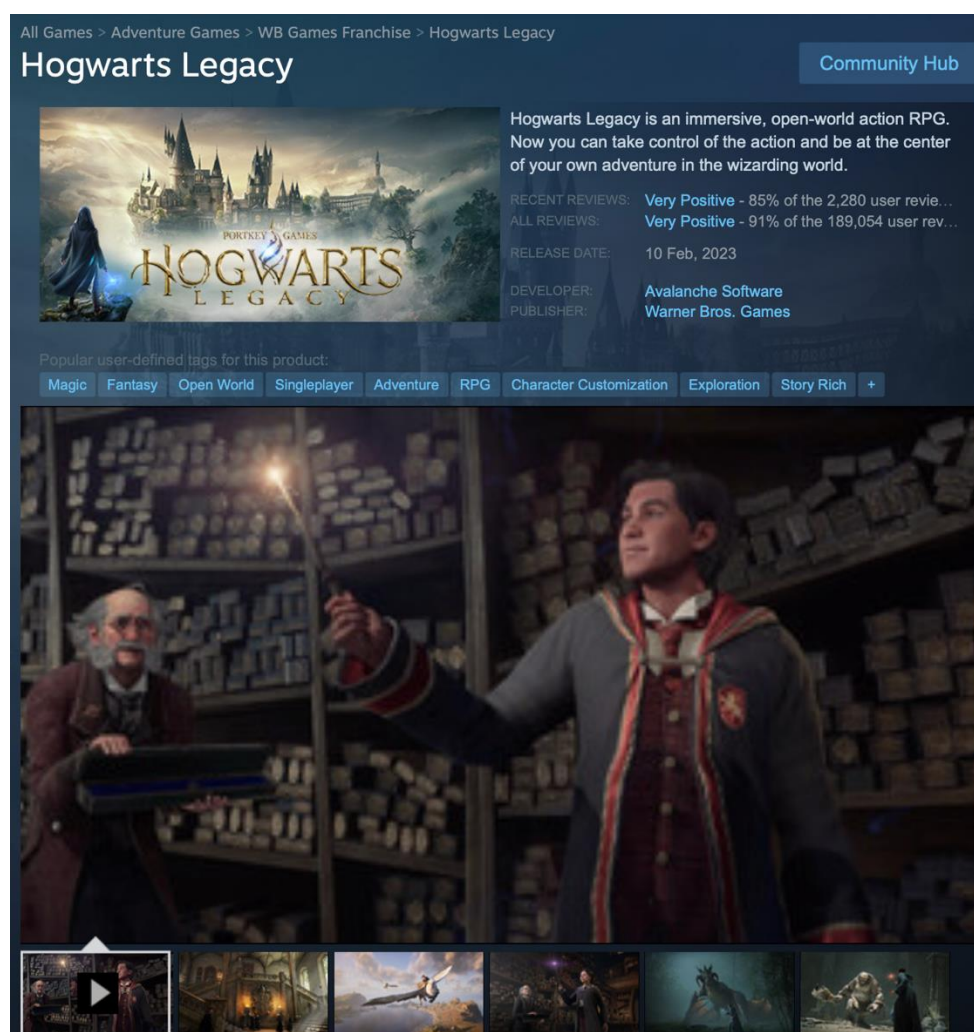 All Games > Adventure Games > WB Games Franchise > Hogwarts Legacy
Hogwarts Legacy
Community Hub
PORTKEY GAMES
HOGWARTS
LEGACY
Hogwarts Legacy is an immersive, open-world action RPG.
Now you can take control of the action and be at the center
of your own adventure in the wizarding world.
RECENT REVIEWS: Very Positive - 85% of the 2,280 user revie...
ALL REVIEWS: Very Positive - 91% of the 189,054 user rev...
RELEASE DATE: 10 Feb, 2023
DEVELOPER: Avalanche Software
PUBLISHER: Warner Bros. Games
Popular user-defined tags for this product:
Magic Fantasy Open World Singleplayer Adventure RPG Character Customization Exploration Story Rich +